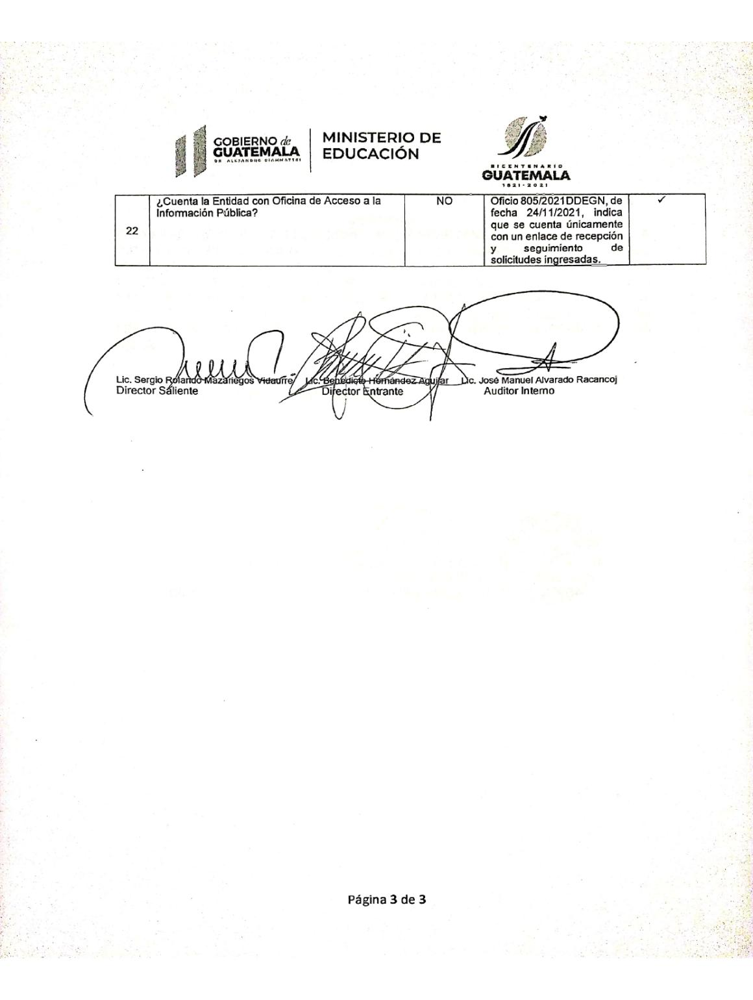 GOBIERNO de
GUATEMALA
DR. ALEJANDRO GIAMMATTEI
MINISTERIO DE
EDUCACIÓN
BICENTENARIO
GUATEMALA
1821-2021
22
¿Cuenta la Entidad con Oficina de Acceso a la
Información Pública?
NO
Oficio 805/2021DDEGN, de
fecha 24/11/2021, indica
que se cuenta únicamente
con un enlace de recepción
y seguimiento de
solicitudes ingresadas.
✓
Lic. Sergio Rolando Mazariegos Vidaurre
Director Saliente
Lic. Benedicto Hernández Aguilar
Director Entrante
Lic. José Manuel Alvarado Racancoj
Auditor Interno
Página 3 de 3